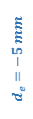 d_e = −5 mm